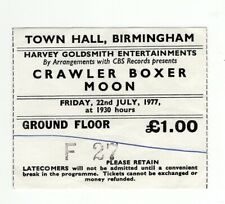 TOWN HALL, BIRMINGHAM
HARVEY GOLDSMITH ENTERTAINMENTS
By Arrangements with CBS Records presents
CRAWLER BOXER
MOON
FRIDAY, 22nd JULY, 1977,
at 1930 hours
GROUND FLOOR £1.00
F 27
PLEASE RETAIN
LATECOMERS will not be admitted until a convenient
break in the programme. Tickets cannot be exchanged or
money refunded.